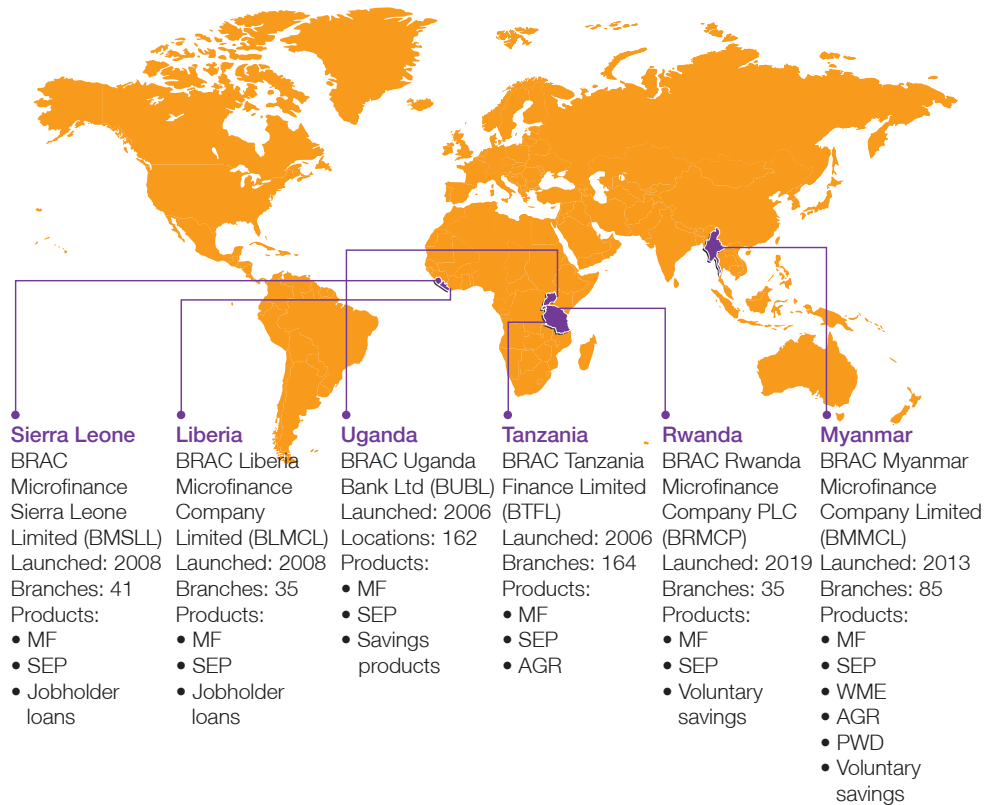 Sierra Leone
BRAC
Microfinance
Sierra Leone
Limited (BMSLL)
Launched: 2008
Branches: 41
Products:
• MF
• SEP
• Jobholder
loans
Liberia
BRAC Liberia
Microfinance
Company
Limited (BLMCL)
Launched: 2008
Branches: 35
Products:
• MF
• SEP
• Jobholder
loans
Uganda
BRAC Uganda
Bank Ltd (BUBL)
Launched: 2006
Locations: 162
Products:
• MF
• SEP
• Savings
products
Tanzania
BRAC Tanzania
Finance Limited
(BTFL)
Launched: 2006
Branches: 164
Products:
• MF
• SEP
• AGR
Rwanda
BRAC Rwanda
Microfinance
Company PLC
(BRMCP)
Launched: 2019
Branches: 35
Products:
• MF
• SEP
• Voluntary
savings
Myanmar
BRAC Myanmar
Microfinance
Company Limited
(BMMCL)
Launched: 2013
Branches: 85
Products:
• MF
• SEP
• WME
• AGR
• PWD
• Voluntary
savings